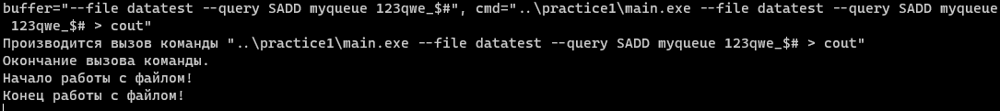 buffer="--file datatest --query SADD myqueue 123qwe_$#", cmd="..\practice1\main.exe --file datatest --query SADD myqueue
 123qwe_$# > cout"
Производится вызов команды "..\practice1\main.exe --file datatest --query SADD myqueue 123qwe_$# > cout"
Окончание вызова команды.
Начало работы с файлом!
Конец работы с файлом!